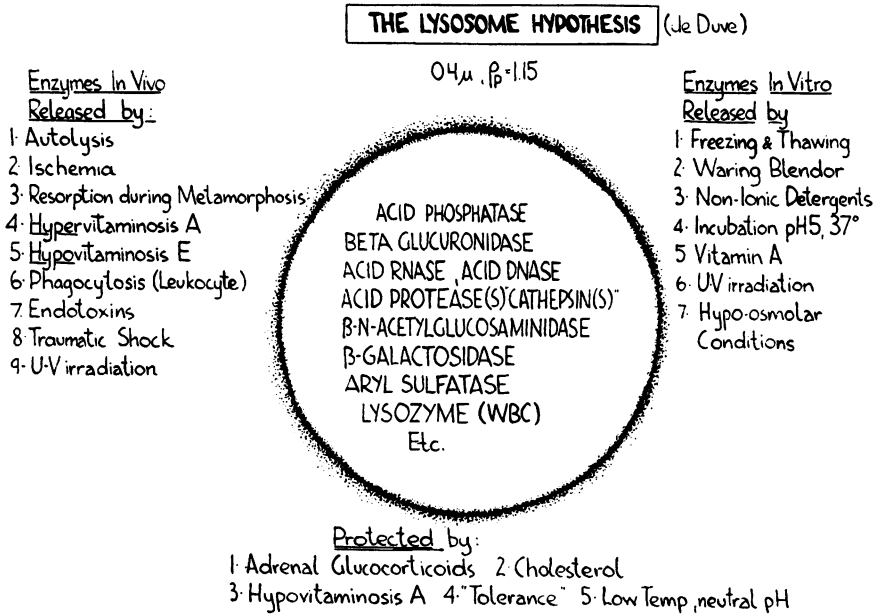 THE LYSOSOME HYPOTHESIS (de Duve)
0.4µ, ρp=1.15
Enzymes In Vivo
Released by:
1. Autolysis
2. Ischemia
3. Resorption during Metamorphosis
4. Hypervitaminosis A
5. Hypovitaminosis E
6. Phagocytosis (Leukocyte)
7. Endotoxins
8. Traumatic Shock
9. U-V irradiation
ACID PHOSPHATASE
BETA GLUCURONIDASE
ACID RNASE, ACID DNASE
ACID PROTEASE(S)"CATHEPSIN(S)"
β-N-ACETYLGLUCOSAMINIDASE
β-GALACTOSIDASE
ARYL SULFATASE
LYSOZYME (WBC)
Etc.
Enzymes In Vitro
Released by
1. Freezing & Thawing
2. Waring Blendor
3. Non-Ionic Detergents
4. Incubation pH5, 37°
5 Vitamin A
6. UV irradiation
7. Hypo-osmolar
Conditions
Protected by:
1. Adrenal Glucocorticoids 2. Cholesterol
3. Hypovitaminosis A 4. "Tolerance" 5. Low Temp, neutral pH